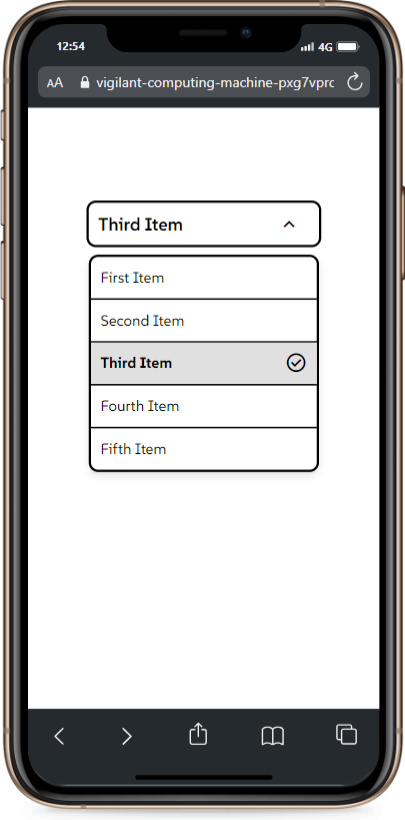 12:54
4G
AA vigilant-computing-machine-pxg7vprc
Third Item
First Item
Second Item
Third Item
Fourth Item
Fifth Item